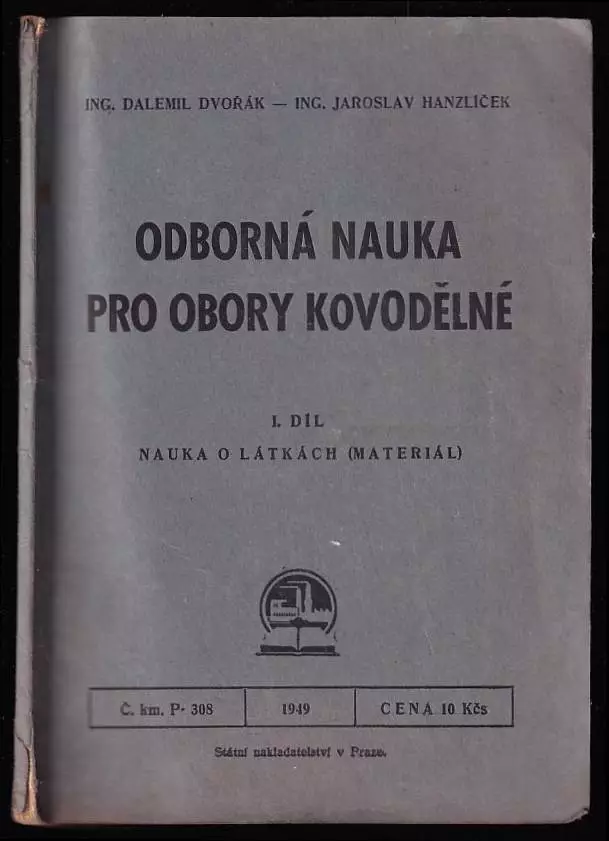 ING. DALEMIL DVOŘÁK — ING. JAROSLAV HANZLÍČEK
ODBORNÁ NAUKA
PRO OBORY KOVODĚLNÉ
I. DÍL
NAUKA O LÁTKÁCH (MATERIÁL)
Č. km. P- 308 1949 CENA 10 Kčs
Státní nakladatelství v Praze.